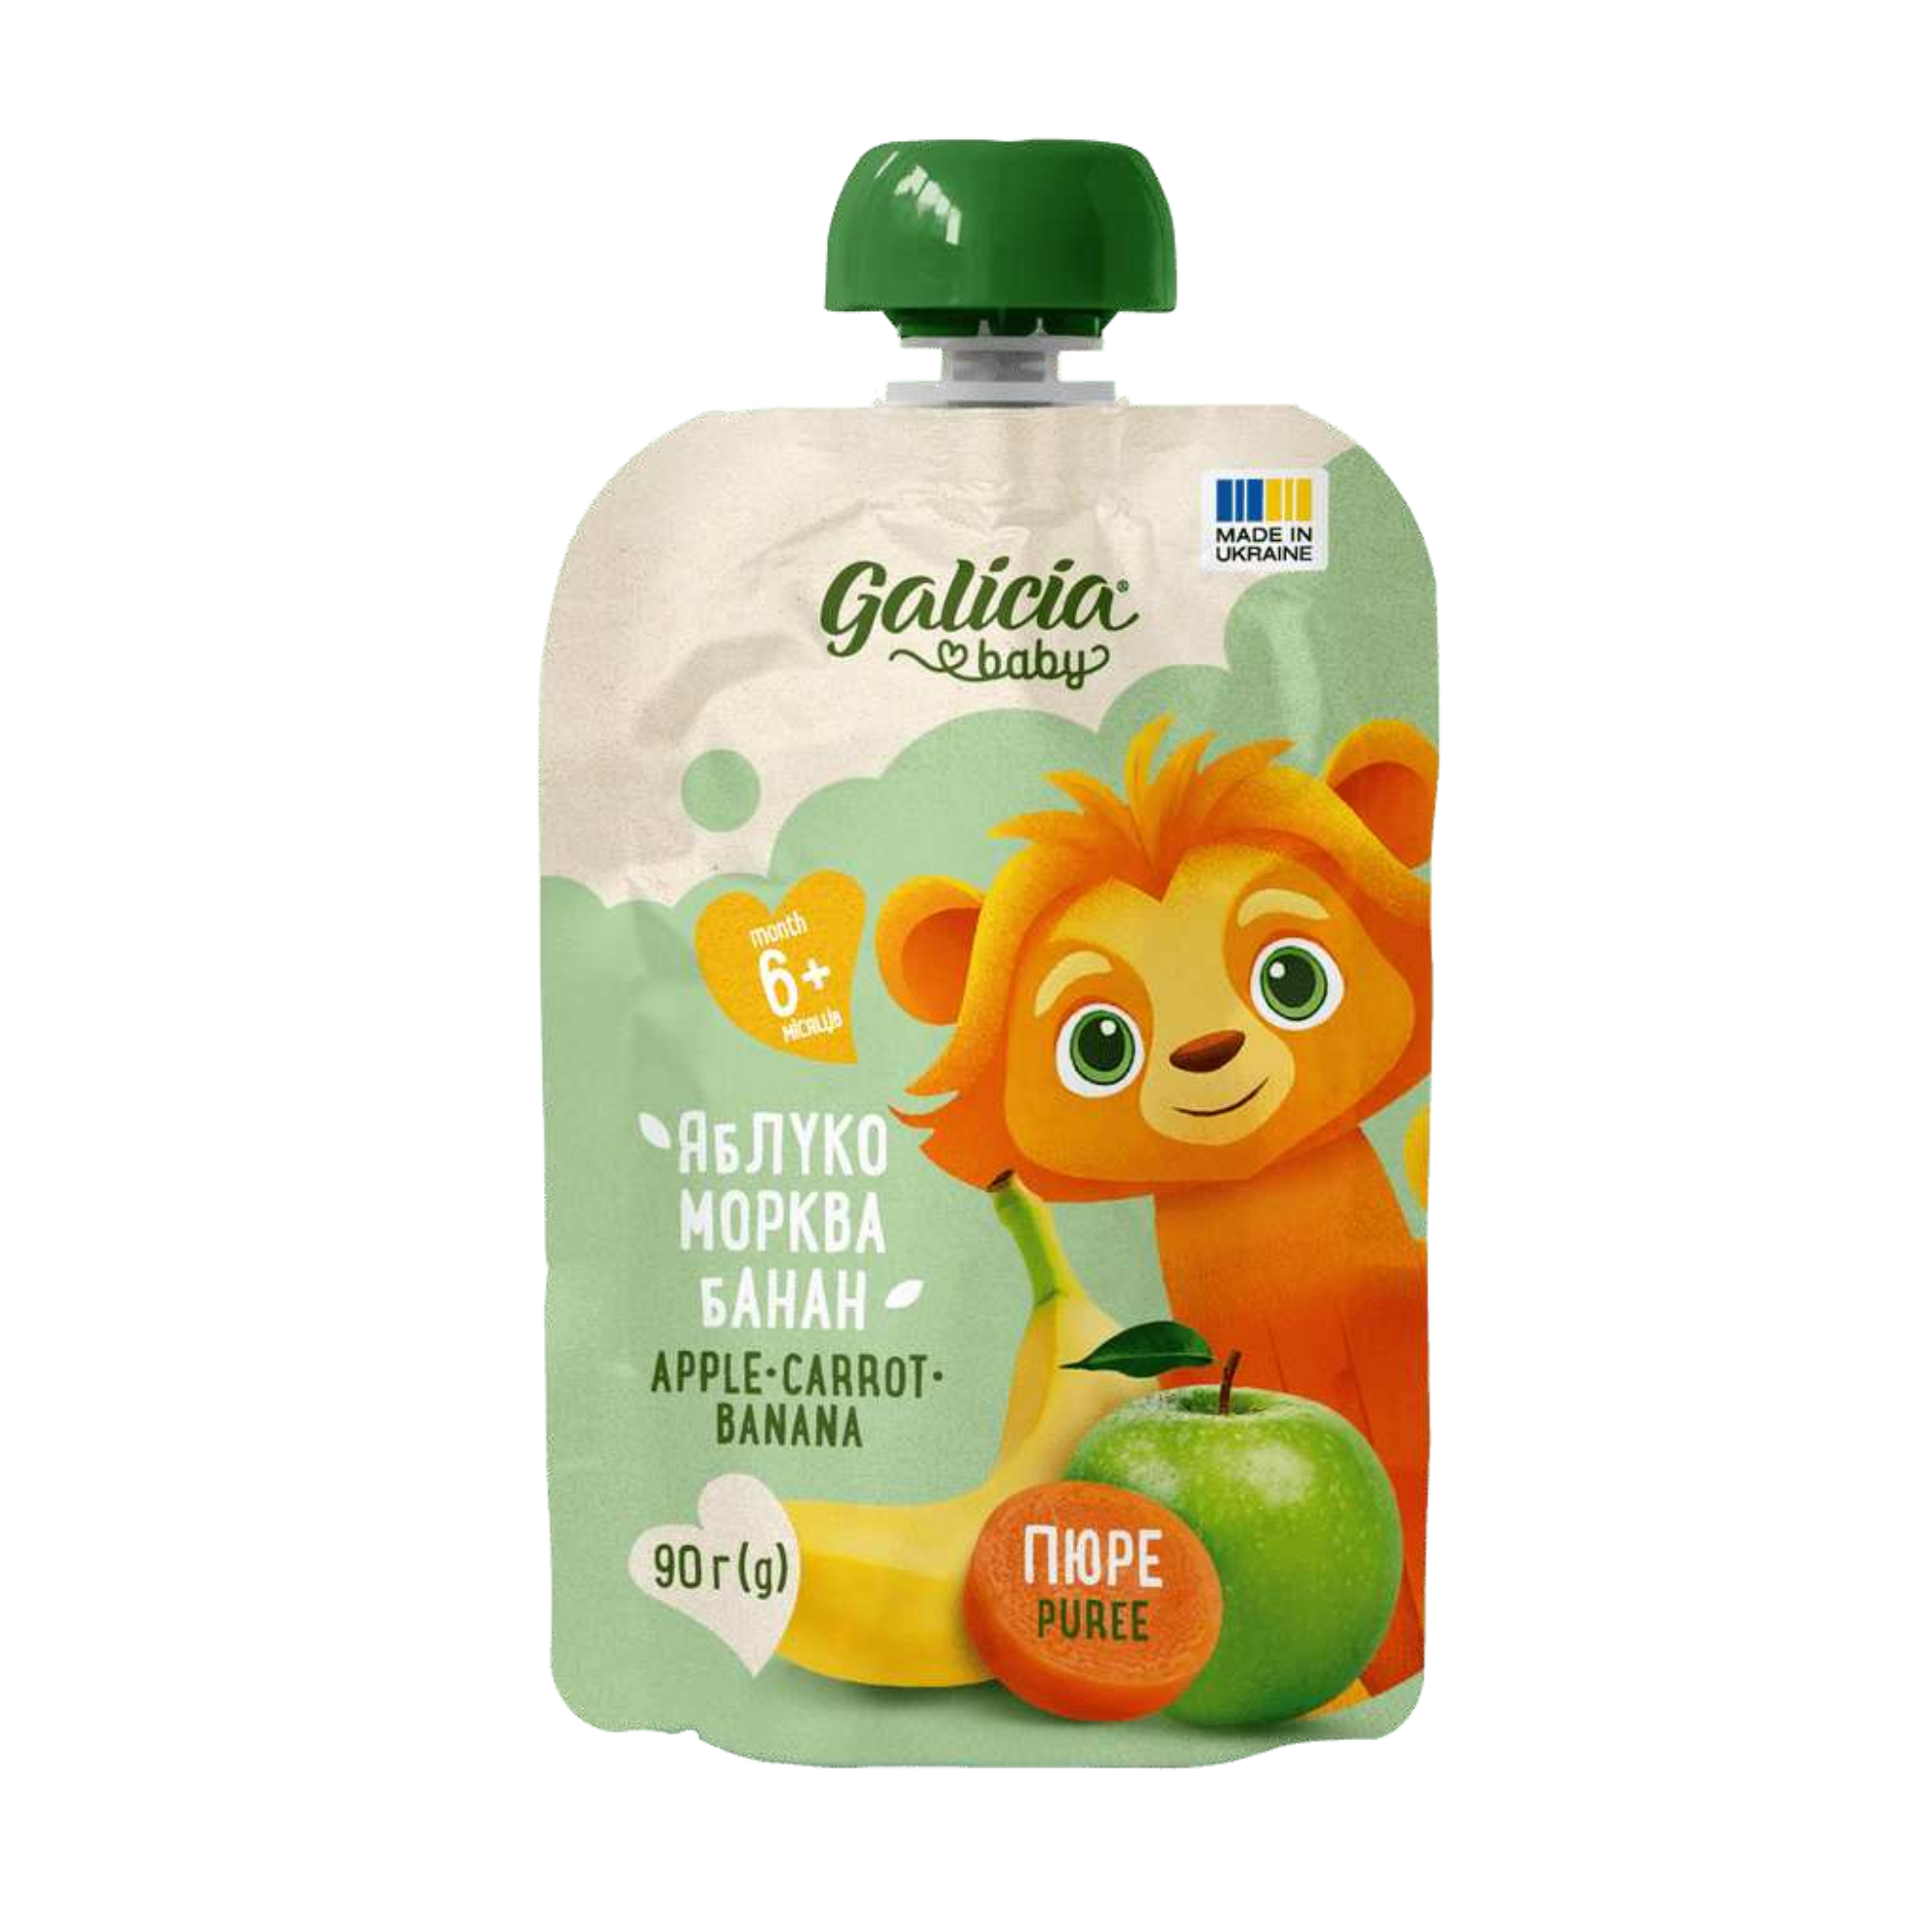 MADE IN
UKRAINE
Galicia®
baby
month
6+
місяців
ЯБЛУКО
МОРКВА
БАНАН
APPLE•CARROT•
BANANA
90 г (g)
ПЮРЕ
PUREE